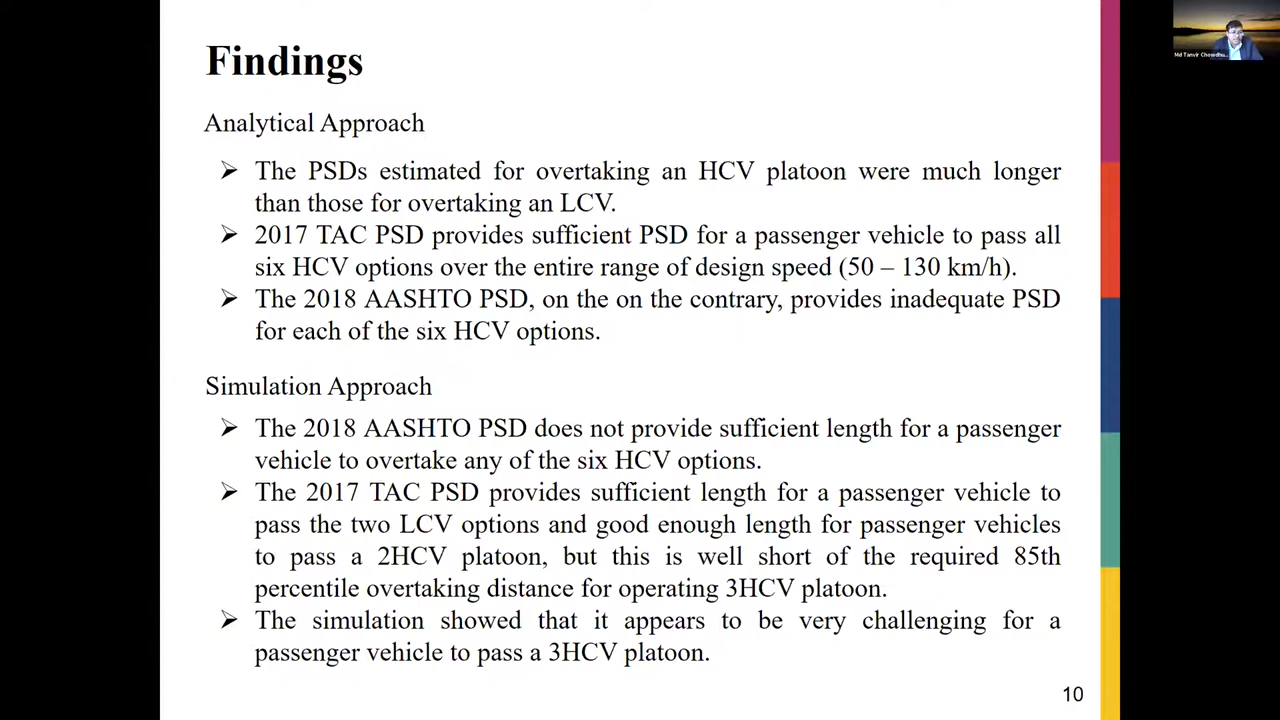 Findings
Analytical Approach
➢ The PSDs estimated for overtaking an HCV platoon were much longer
than those for overtaking an LCV.
➢ 2017 TAC PSD provides sufficient PSD for a passenger vehicle to pass all
six HCV options over the entire range of design speed (50 – 130 km/h).
➢ The 2018 AASHTO PSD, on the on the contrary, provides inadequate PSD
for each of the six HCV options.
Simulation Approach
➢ The 2018 AASHTO PSD does not provide sufficient length for a passenger
vehicle to overtake any of the six HCV options.
➢ The 2017 TAC PSD provides sufficient length for a passenger vehicle to
pass the two LCV options and good enough length for passenger vehicles
to pass a 2HCV platoon, but this is well short of the required 85th
percentile overtaking distance for operating 3HCV platoon.
➢ The simulation showed that it appears to be very challenging for a
passenger vehicle to pass a 3HCV platoon.
10
Md Tanvir Chowdhu...